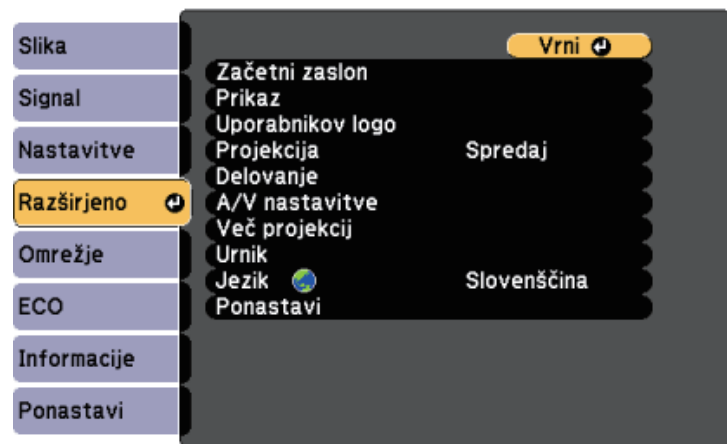 Slika
Signal
Nastavitve
Razširjeno
Omrežje
ECO
Informacije
Ponastavi
Vrni
Začetni zaslon
Prikaz
Uporabnikov logo
Projekcija Spredaj
Delovanje
A/V nastavitve
Več projekcij
Urnik
Jezik Slovenščina
Ponastavi